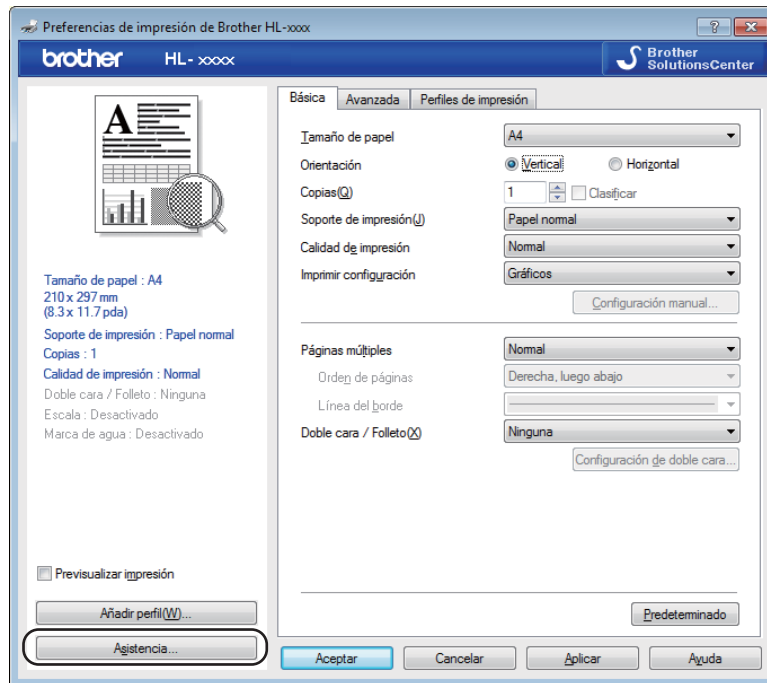 Preferencias de impresión de Brother HL-xxxx
brother HL- xxxx
Brother
SolutionsCenter
A
Tamaño de papel : A4
210 x 297 mm
(8.3 x 11.7 pda)
Soporte de impresión : Papel normal
Copias : 1
Calidad de impresión : Normal
Doble cara / Folleto : Ninguna
Escala : Desactivado
Marca de agua : Desactivado
Previsualizar impresión
Añadir perfil(W)...
Asistencia...
Básica Avanzada Perfiles de impresión
Tamaño de papel A4
Orientación Vertical Horizontal
Copias(Q) 1 Clasificar
Soporte de impresión(J) Papel normal
Calidad de impresión Normal
Imprimir configuración Gráficos
Configuración manual...
Páginas múltiples Normal
Orden de páginas Derecha, luego abajo
Línea del borde
Doble cara / Folleto(X) Ninguna
Configuración de doble cara...
Predeterminado
Aceptar Cancelar Aplicar Ayuda